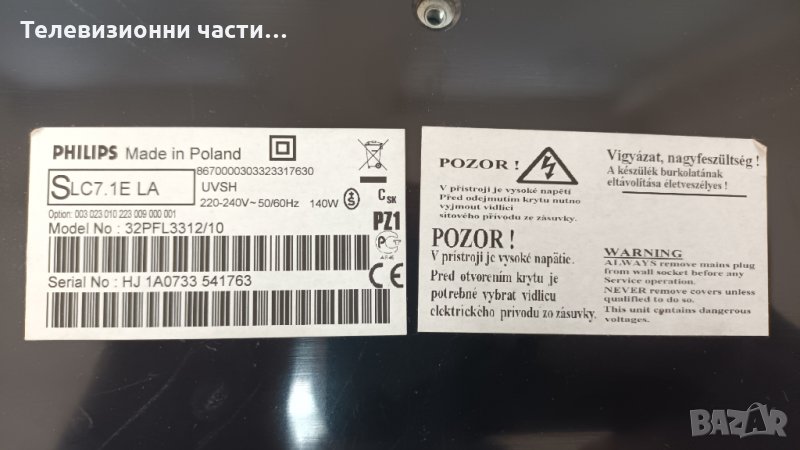 Телевизионни части...
PHILIPS Made in Poland
8670000303323317630
SLC7.1E LA
UVSH
220-240V~50/60Hz 140W
S
C SK
Option: 003 023 010 223 009 000 001
Model No : 32PFL3312/10
PZ1
PC
Serial No : HJ 1A0733 541763
CE
POZOR !
V přístroji je vysoké napětí
Před odejmutím krytu nutno
vyjmout vidlici
síťového přívodu ze zásuvky.
POZOR !
V prístroji je vysoké napätie.
Pred otvorením krytu je
potrebné vybrat vidlicu
elektrického prívodu zo zásuvky.
Vigyázat, nagyfeszültség !
A készülék burkolatának
eltávolítása életveszélyes !
WARNING
ALWAYS remove mains plug
from wall socket before any
Service operation.
NEVER remove covers unless
qualified to do so.
This unit contains dangerous
voltages.
BAZAR